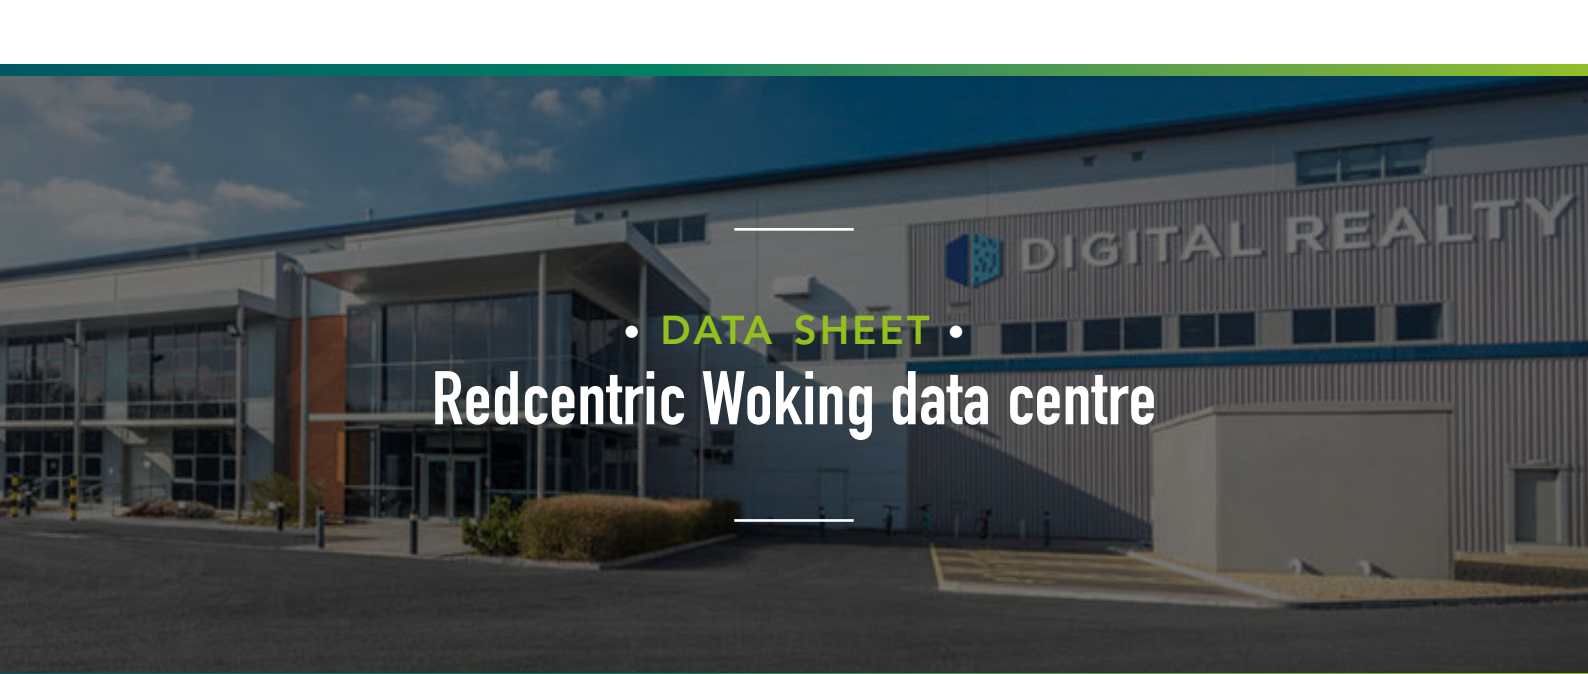 DIGITAL REALTY
• DATA SHEET •
Redcentric Woking data centre